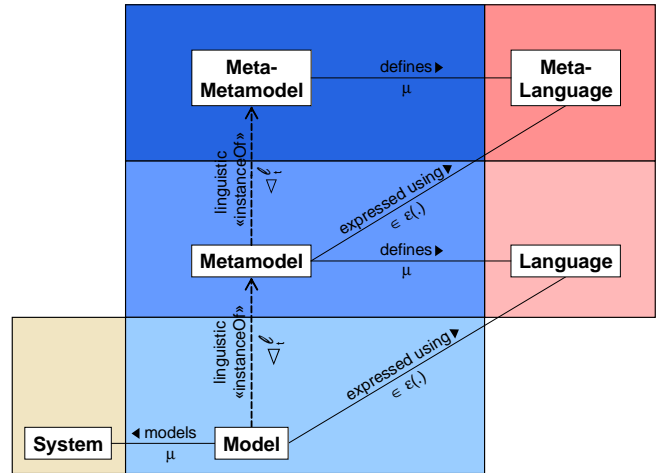 Meta-
Metamodel
defines ▶
μ
Meta-
Language
linguistic
«instanceOf»
expressed using ▼
∈ ε(.)
Metamodel
defines ▶
μ
Language
linguistic
«instanceOf»
expressed using ▼
∈ ε(.)
System
◀ models
μ
Model